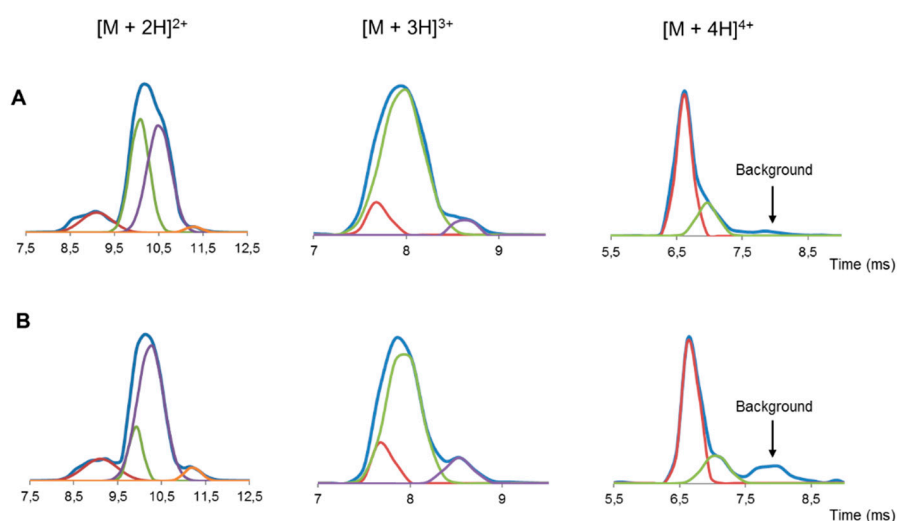 [M + 2H]²⁺ [M + 3H]³⁺ [M + 4H]⁴⁺
A
Background
7,5 8,5 9,5 10,5 11,5 12,5 7 8 9 5,5 6,5 7,5 8,5
Time (ms)
B
Background
7,5 8,5 9,5 10,5 11,5 12,5 7 8 9 5,5 6,5 7,5 8,5
Time (ms)